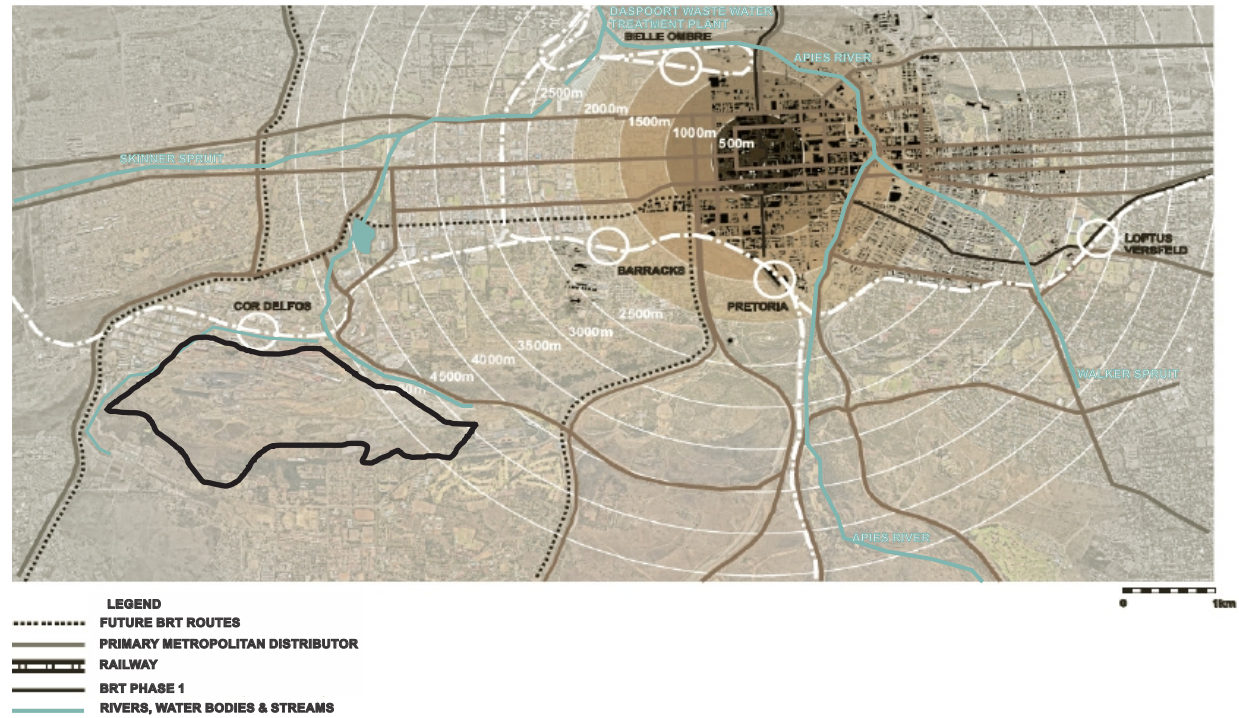 DASPOORT WASTE WATER
TREATMENT PLANT
BELLE OMBRE
APIES RIVER
2500m
2000m
1500m
1000m
500m
SKINNER SPRUIT
LOFTUS
VERSFELD
BARRACKS
PRETORIA
COR DELFOS
2500m
3000m
3500m
4000m
4500m
WALKER SPRUIT
APIES RIVER
0 1km
LEGEND
FUTURE BRT ROUTES
PRIMARY METROPOLITAN DISTRIBUTOR
RAILWAY
BRT PHASE 1
RIVERS, WATER BODIES & STREAMS